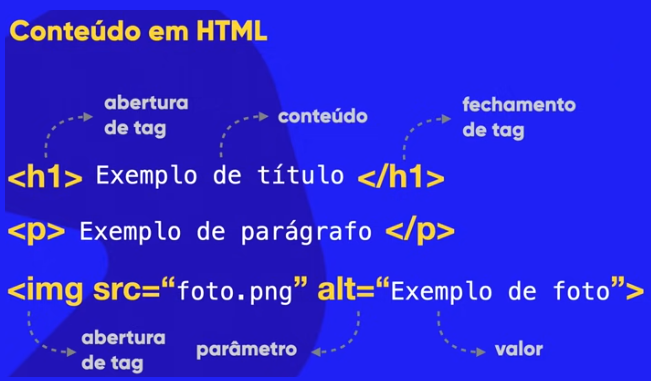 Conteúdo em HTML
abertura
de tag
conteúdo
fechamento
de tag
<h1> Exemplo de título </h1>
<p> Exemplo de parágrafo </p>
<img src=“foto.png” alt=“Exemplo de foto”>
abertura
de tag
parâmetro
valor